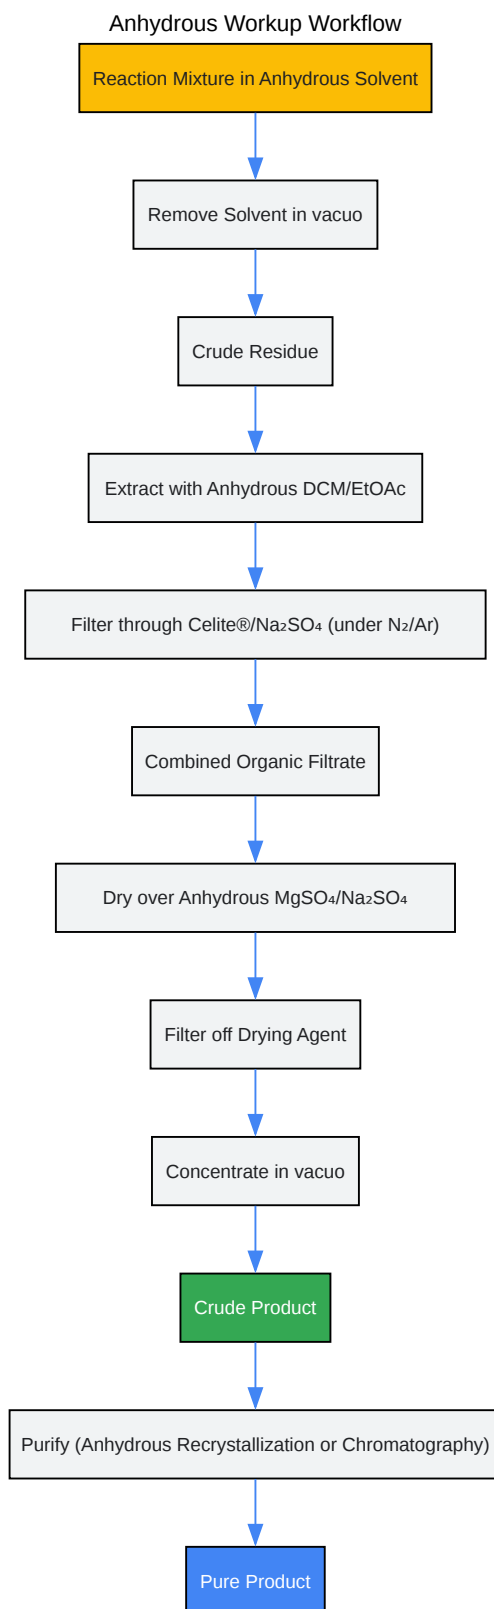 Anhydrous Workup Workflow
Reaction Mixture in Anhydrous Solvent
Remove Solvent in vacuo
Crude Residue
Extract with Anhydrous DCM/EtOAc
Filter through Celite®/Na₂SO₄ (under N₂/Ar)
Combined Organic Filtrate
Dry over Anhydrous MgSO₄/Na₂SO₄
Filter off Drying Agent
Concentrate in vacuo
Crude Product
Purify (Anhydrous Recrystallization or Chromatography)
Pure Product